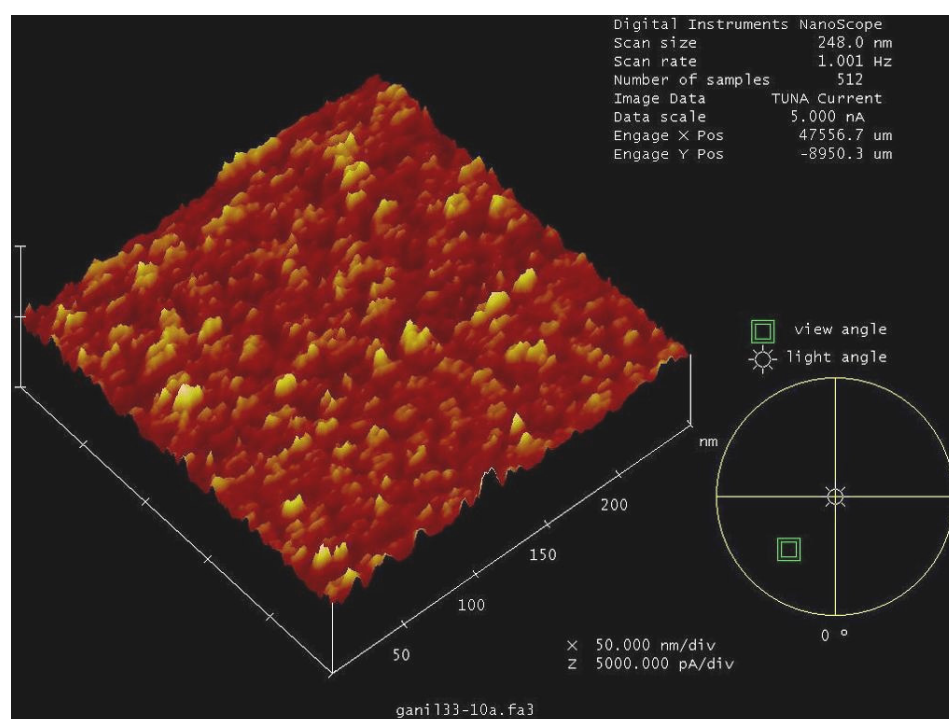 Digital Instruments NanoScope
Scan size 248.0 nm
Scan rate 1.001 Hz
Number of samples 512
Image Data TUNA Current
Data scale 5.000 nA
Engage X Pos 47556.7 um
Engage Y Pos -8950.3 um
view angle
light angle
nm
200
150
100
50
0 º
X 50.000 nm/div
Z 5000.000 pA/div
ganil33-10a.fa3